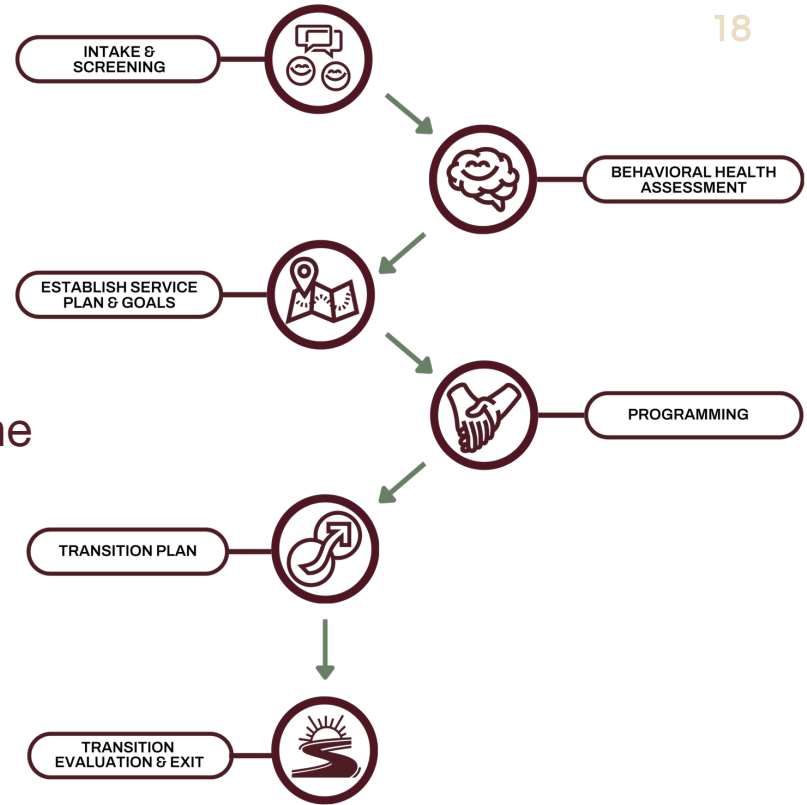 18
INTAKE &
SCREENING
BEHAVIORAL HEALTH
ASSESSMENT
ESTABLISH SERVICE
PLAN & GOALS
PROGRAMMING
TRANSITION PLAN
TRANSITION
EVALUATION & EXIT